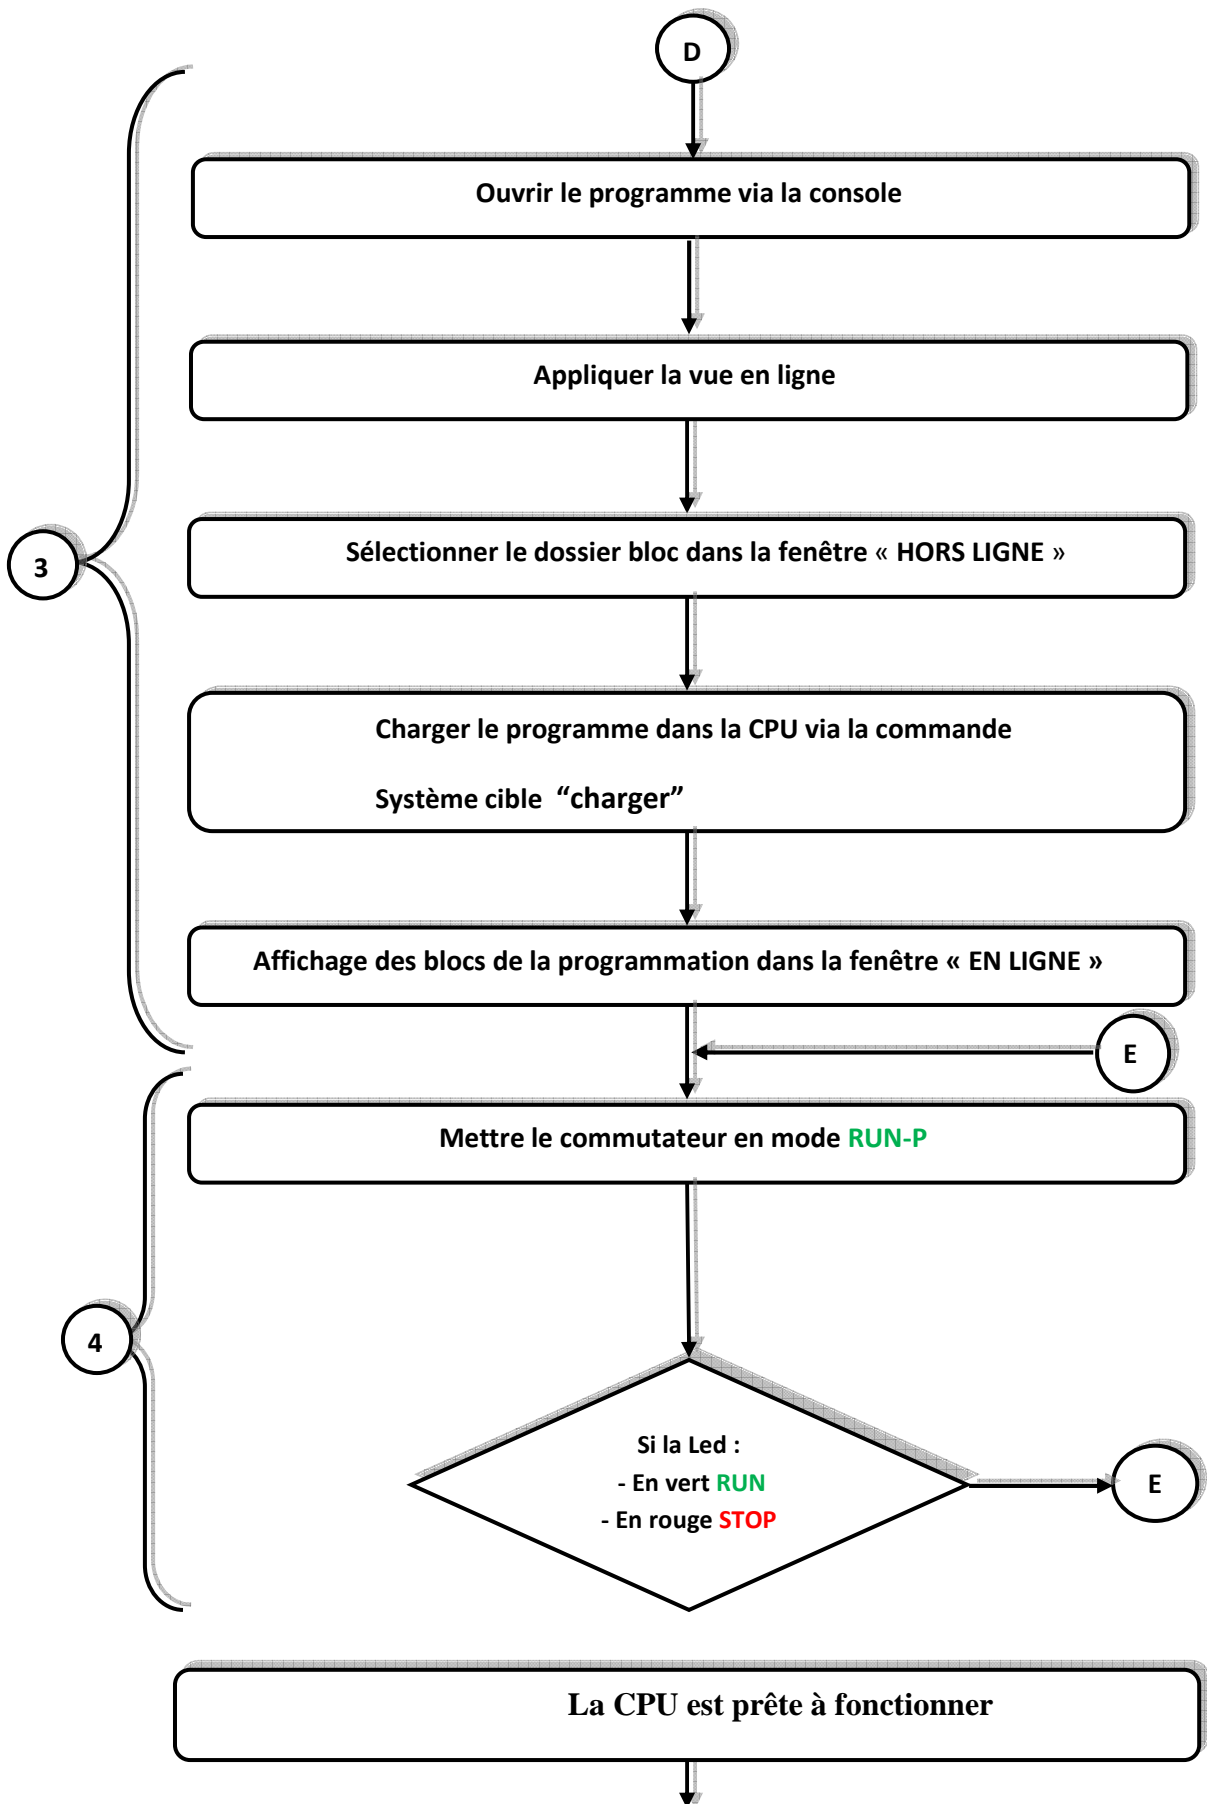 D
Ouvrir le programme via la console
Appliquer la vue en ligne
3
Sélectionner le dossier bloc dans la fenêtre « HORS LIGNE »
Charger le programme dans la CPU via la commande
Système cible “charger”
Affichage des blocs de la programmation dans la fenêtre « EN LIGNE »
E
Mettre le commutateur en mode RUN-P
4
Si la Led :
- En vert RUN
- En rouge STOP
E
La CPU est prête à fonctionner